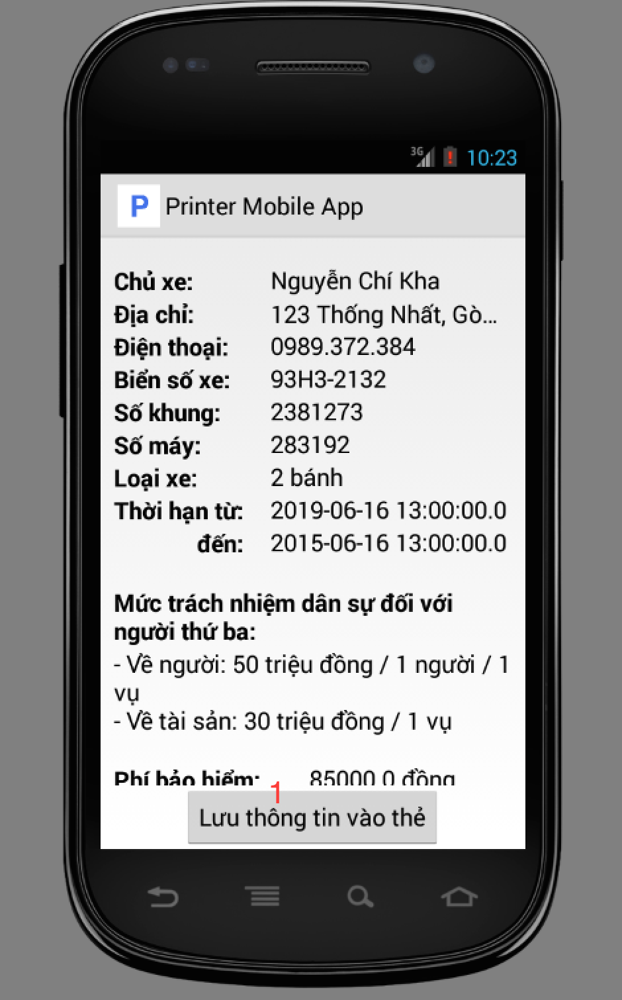 3G 10:23
P Printer Mobile App
Chủ xe: Nguyễn Chí Kha
Địa chỉ: 123 Thống Nhất, Gò...
Điện thoại: 0989.372.384
Biển số xe: 93H3-2132
Số khung: 2381273
Số máy: 283192
Loại xe: 2 bánh
Thời hạn từ: 2019-06-16 13:00:00.0
đến: 2015-06-16 13:00:00.0
Mức trách nhiệm dân sự đối với
người thứ ba:
- Về người: 50 triệu đồng / 1 người / 1
vụ
- Về tài sản: 30 triệu đồng / 1 vụ
Phí bảo hiểm: 85000.0 đồng
1
Lưu thông tin vào thẻ